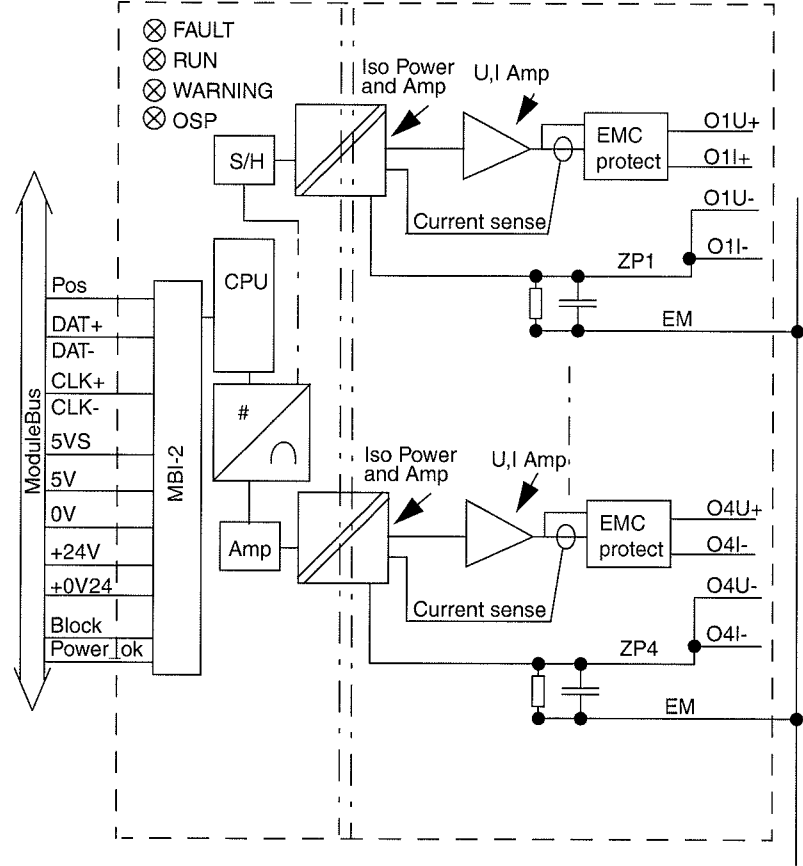 FAULT
RUN
WARNING
OSP
Iso Power
and Amp
U,I Amp
S/H
EMC
protect
O1U+
O1I+
Current sense
O1U-
O1I-
ZP1
EM
CPU
ModuleBus
Pos
DAT+
DAT-
CLK+
CLK-
5VS
5V
0V
+24V
+0V24
Block
Power_ok
MBI-2
#
Amp
Iso Power
and Amp
U,I Amp
EMC
protect
O4U+
O4I-
Current sense
O4U-
O4I-
ZP4
EM